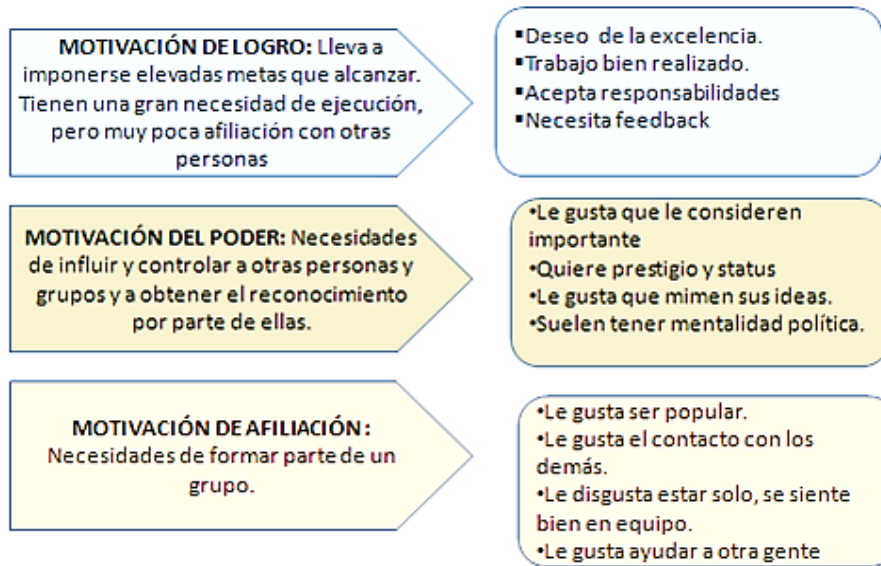 MOTIVACIÓN DE LOGRO: Lleva a
imponerse elevadas metas que alcanzar.
Tienen una gran necesidad de ejecución,
pero muy poca afiliación con otras
personas
▪Deseo de la excelencia.
▪Trabajo bien realizado.
▪Acepta responsabilidades
▪Necesita feedback
MOTIVACIÓN DEL PODER: Necesidades
de influir y controlar a otras personas y
grupos y a obtener el reconocimiento
por parte de ellas.
•Le gusta que le consideren
importante
•Quiere prestigio y status
•Le gusta que mimen sus ideas.
•Suelen tener mentalidad política.
MOTIVACIÓN DE AFILIACIÓN :
Necesidades de formar parte de un
grupo.
•Le gusta ser popular.
•Le gusta el contacto con los
demás.
•Le disgusta estar solo, se siente
bien en equipo.
•Le gusta ayudar a otra gente